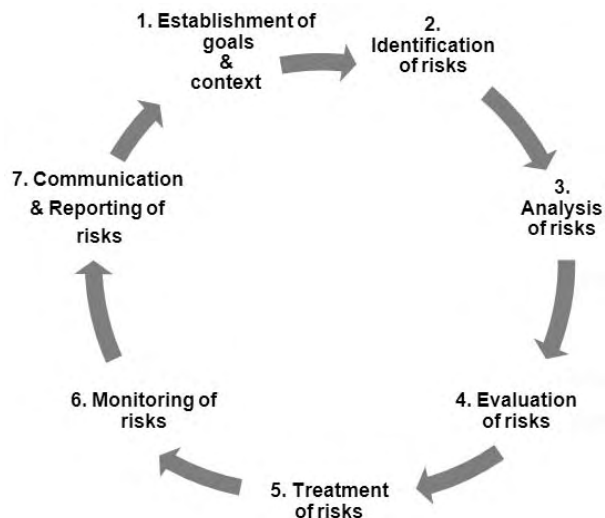 1. Establishment of
goals
&
context
2.
Identification
of risks
3.
Analysis
of risks
4. Evaluation
of risks
5. Treatment
of risks
6. Monitoring of
risks
7. Communication
& Reporting of
risks